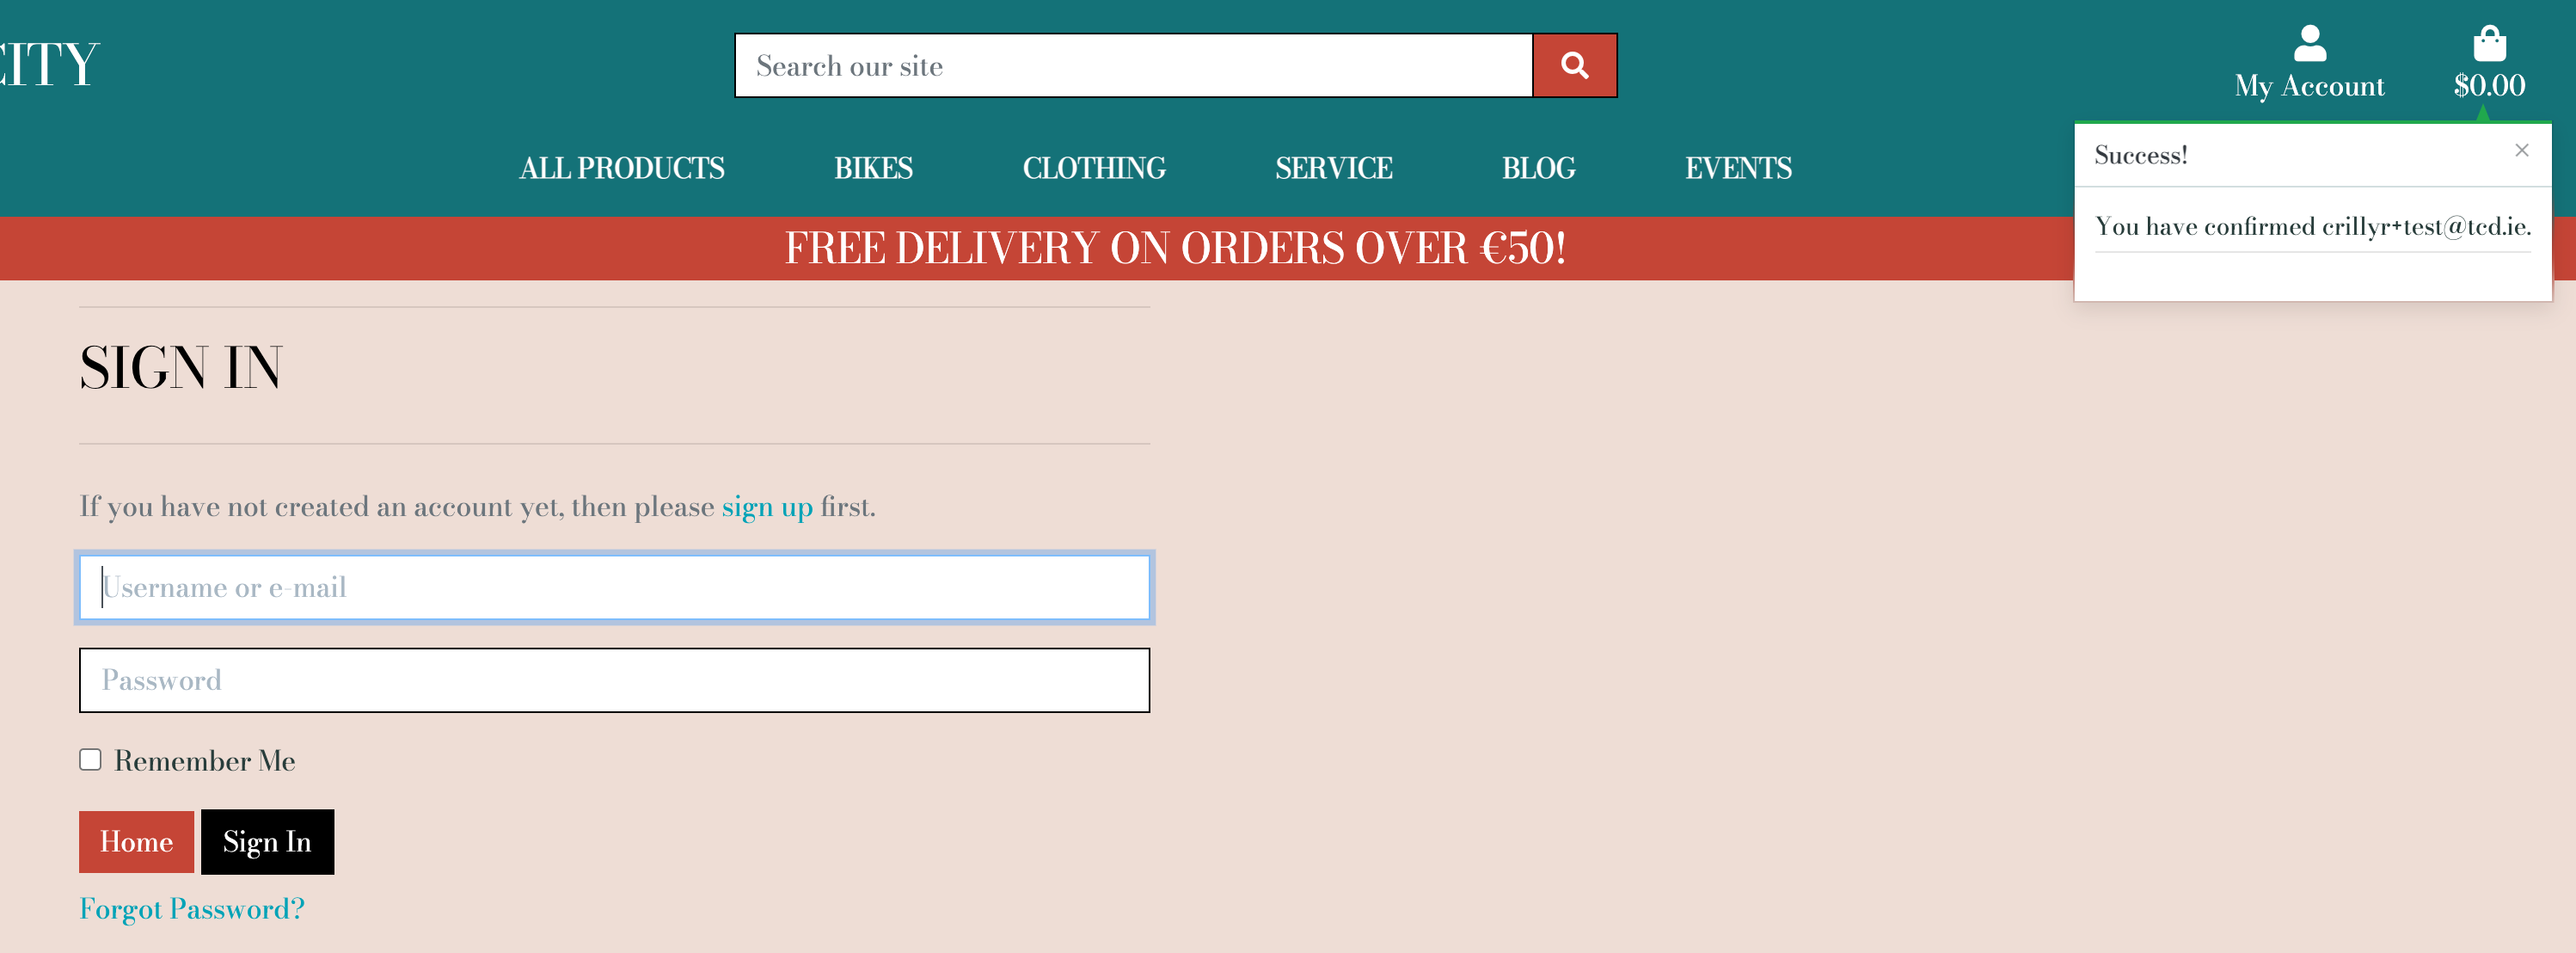 CITY
Search our site
My Account
$0.00
ALL PRODUCTS
BIKES
CLOTHING
SERVICE
BLOG
EVENTS
Success!
×
You have confirmed crillyr+test@tcd.ie.
FREE DELIVERY ON ORDERS OVER €50!
SIGN IN
If you have not created an account yet, then please sign up first.
Username or e-mail
Password
Remember Me
Home
Sign In
Forgot Password?